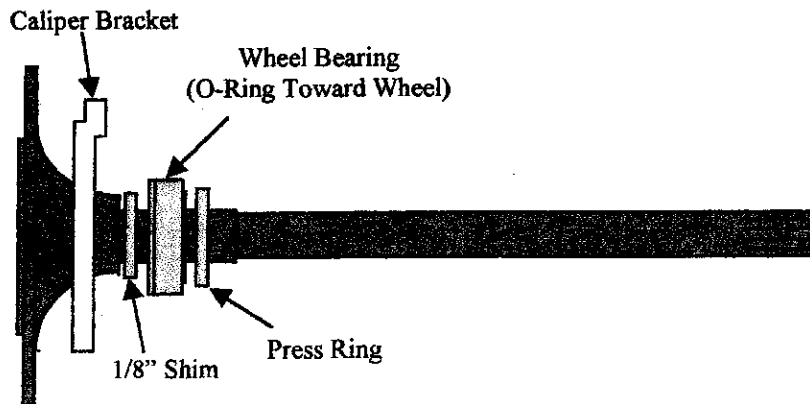 Caliper Bracket
Wheel Bearing
(O-Ring Toward Wheel)
Press Ring
1/8” Shim